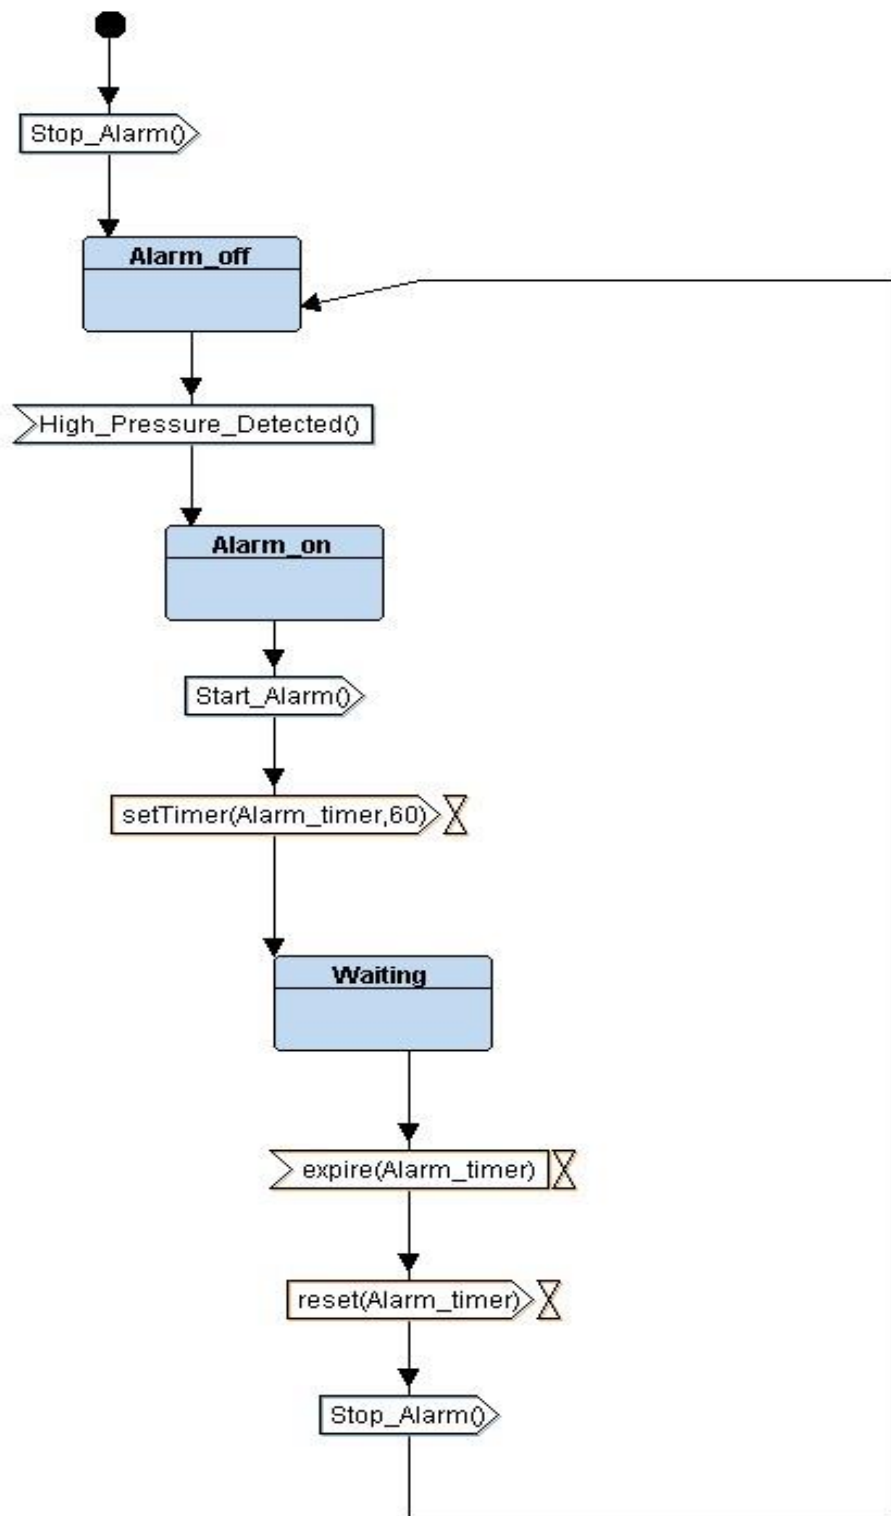 Stop_Alarm()
Alarm_off
High_Pressure_Detected()
Alarm_on
Start_Alarm()
setTimer(Alarm_timer,60)
Waiting
expire(Alarm_timer)
reset(Alarm_timer)
Stop_Alarm()